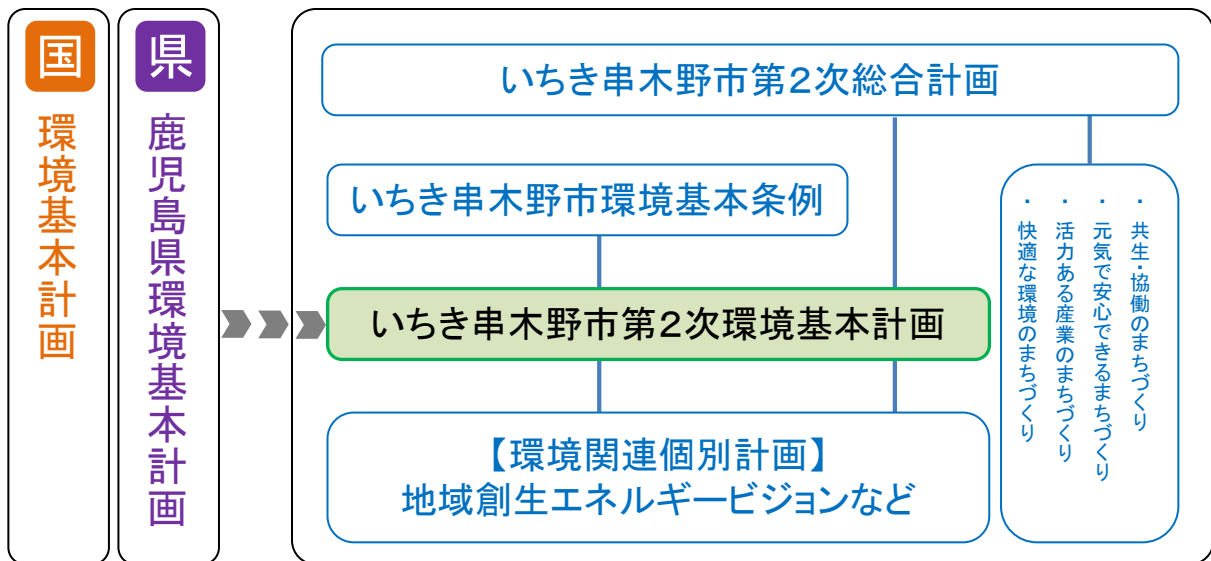 国
環境基本計画
県
鹿児島県環境基本計画
いちき串木野市第2次総合計画
いちき串木野市環境基本条例
いちき串木野市第2次環境基本計画
【環境関連個別計画】
地域創生エネルギービジョンなど
・共生・協働のまちづくり
・元気で安心できるまちづくり
・活力ある産業のまちづくり
・快適な環境のまちづくり